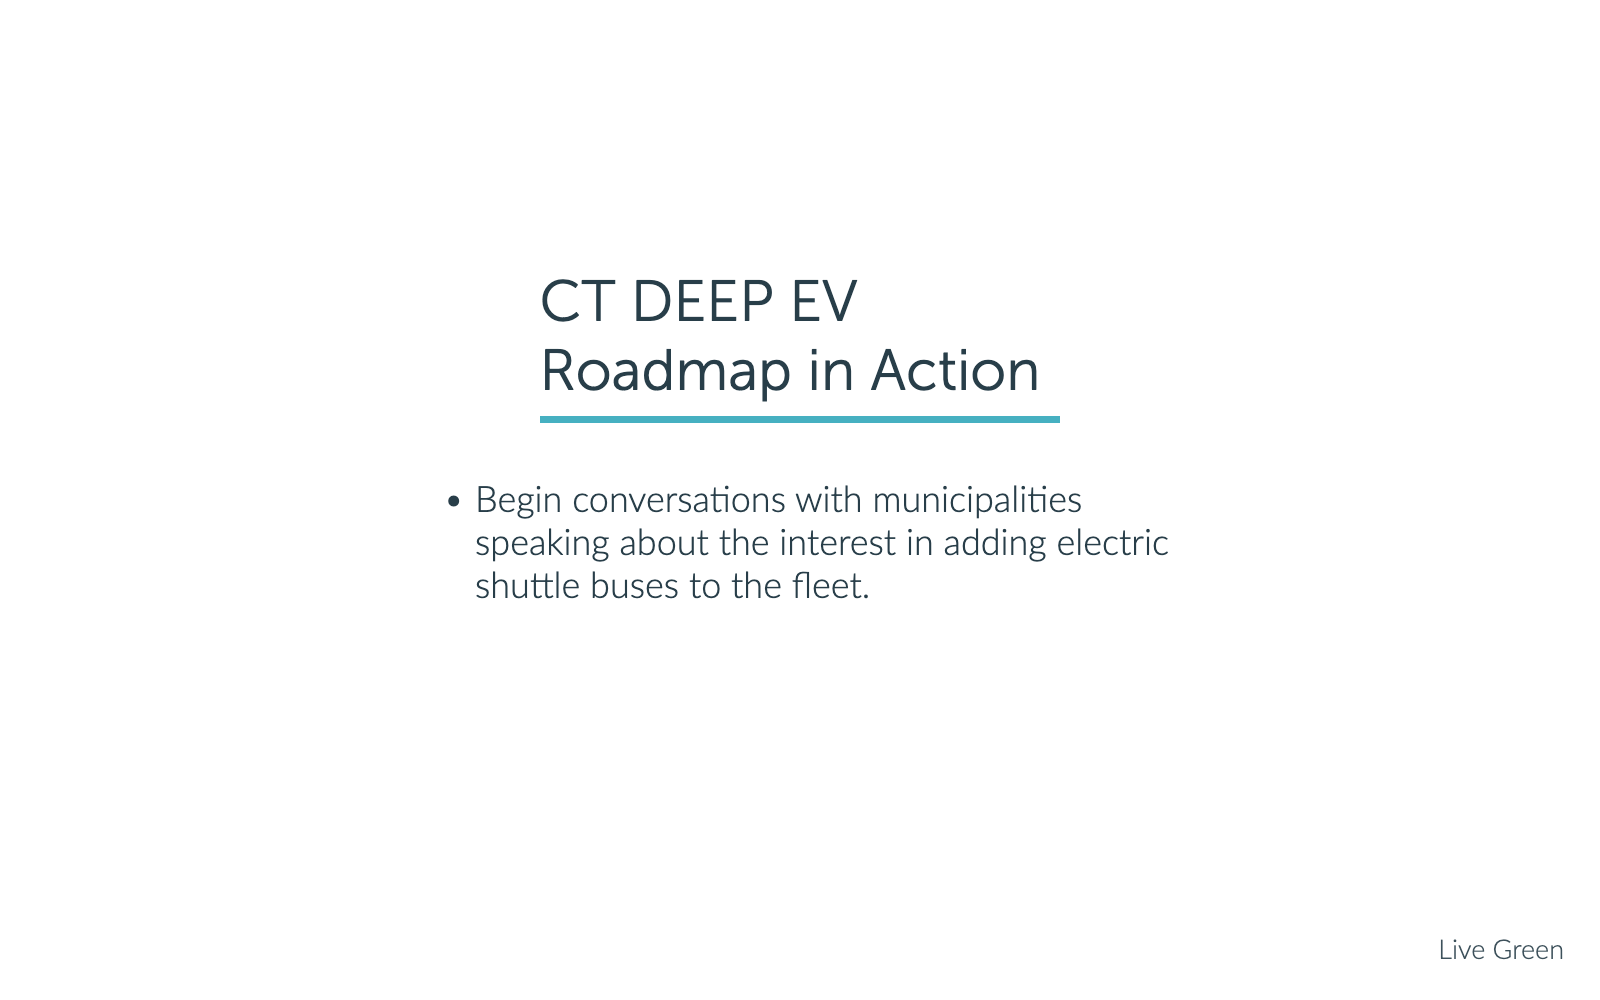 CT DEEP EV
Roadmap in Action
• Begin conversations with municipalities
speaking about the interest in adding electric
shuttle buses to the fleet.
Live Green